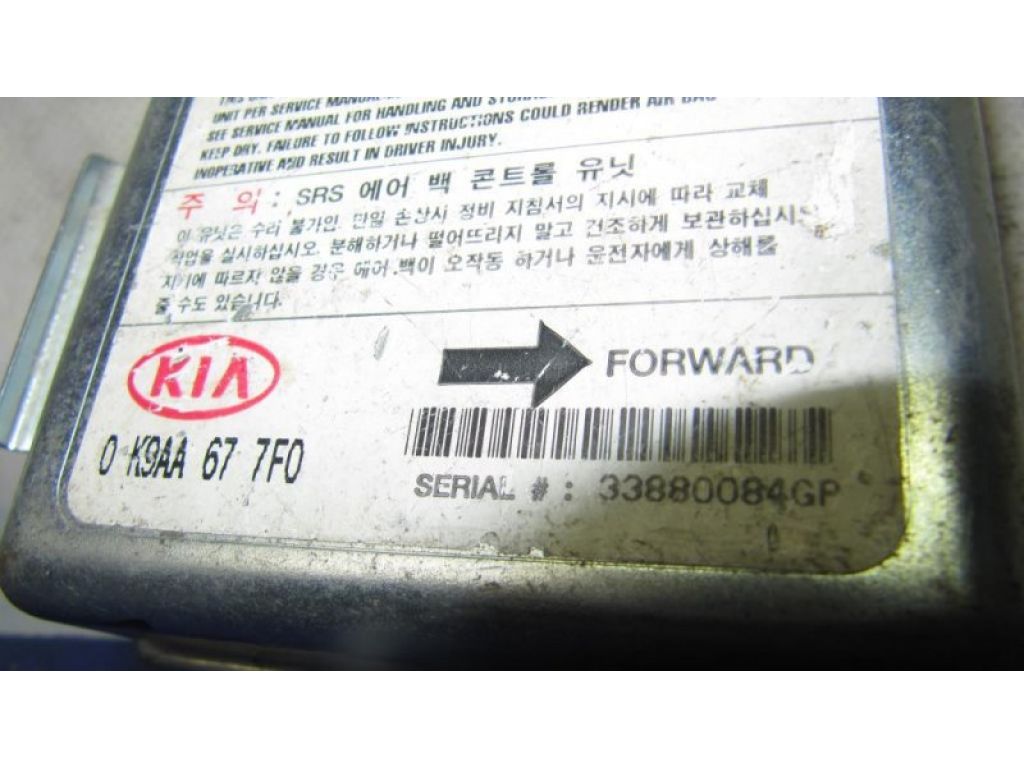 UNIT PER SERVICE MANUAL
SEE SERVICE MANUAL FOR HANDLING AND STORAGE
KEEP DRY. FAILURE TO FOLLOW INSTRUCTIONS COULD RENDER AIR BAG
INOPERATIVE AND RESULT IN DRIVER INJURY.
주 의 : SRS 에어 백 콘트롤 유닛
이 유닛은 수리 불가인. 만일 손상시 정비 지침서의 지시에 따라 교체
작업을 실시하십시오. 분해하거나 떨어뜨리지 말고 건조하게 보관하십시오
지기에 따르지 않을 경우 에어 백이 오작동 하거나 운전자에게 상해를
줄 수도 있습니다.
KIA
FORWARD
0 K9AA 67 7F0
SERIAL # : 33880084GP